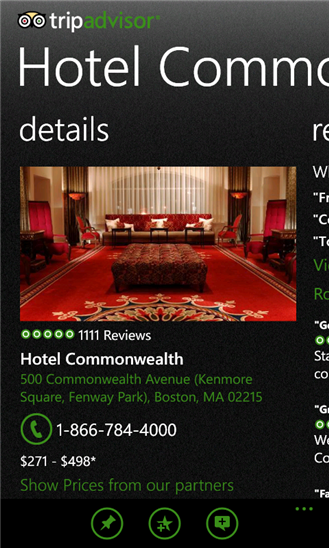 tripadvisor
Hotel Commo
details
re
1111 Reviews
Hotel Commonwealth
500 Commonwealth Avenue (Kenmore
Square, Fenway Park), Boston, MA 02215
1-866-784-4000
$271 - $498*
Show Prices from our partners
W
"Fr
"C
"To
Vi
Ro
"Go
Sta
co
"Gr
We
Co
"Fa